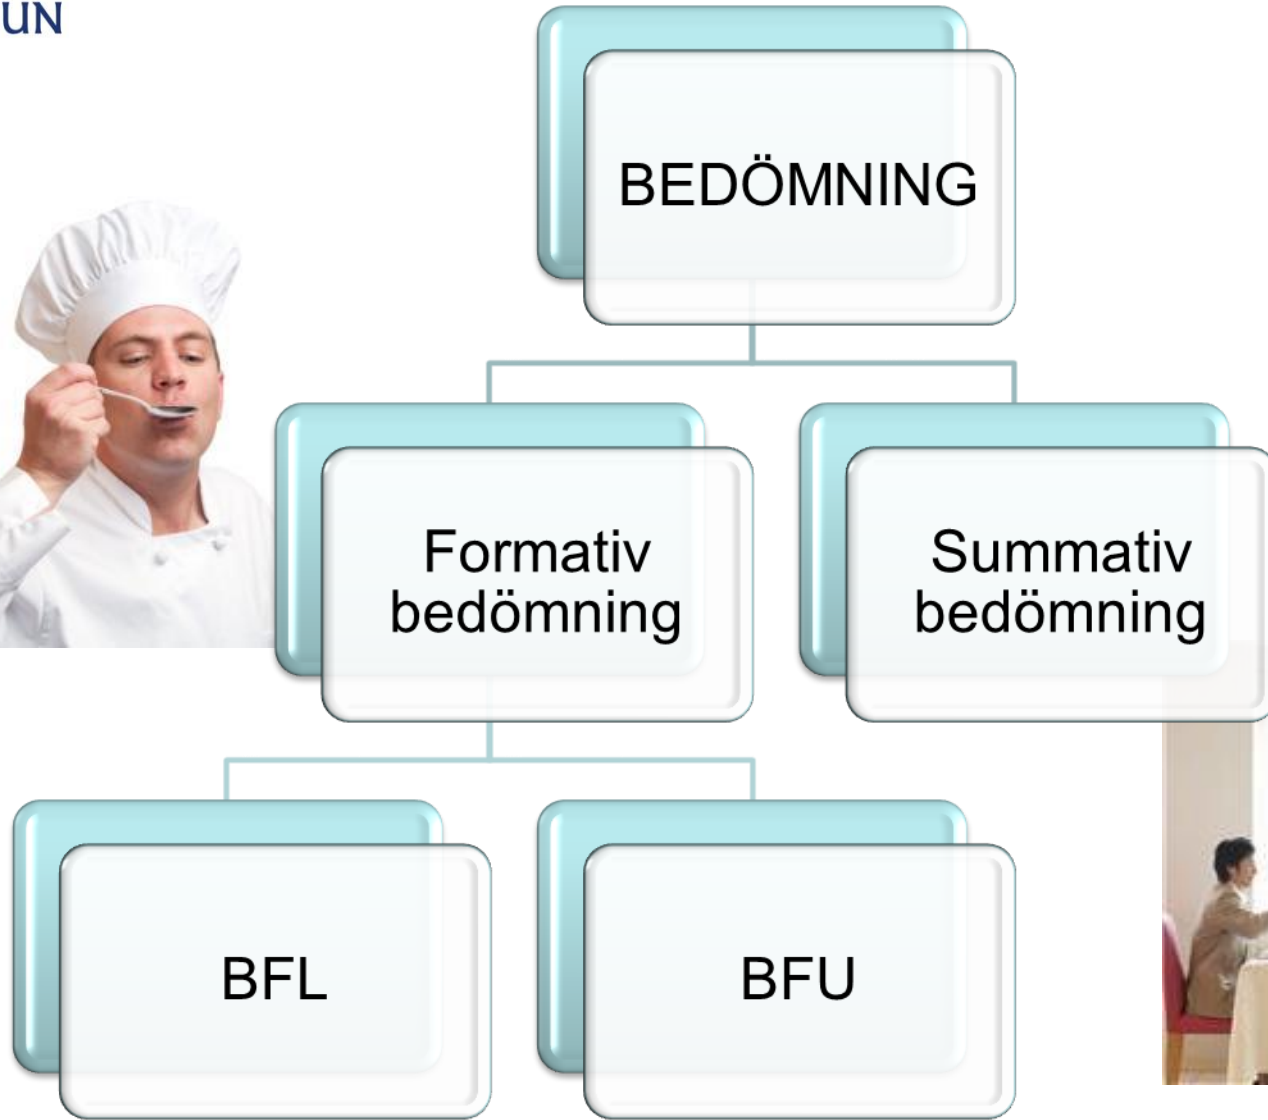 UN
BEDÖMNING
Formativ
bedömning
Summativ
bedömning
BFL
BFU